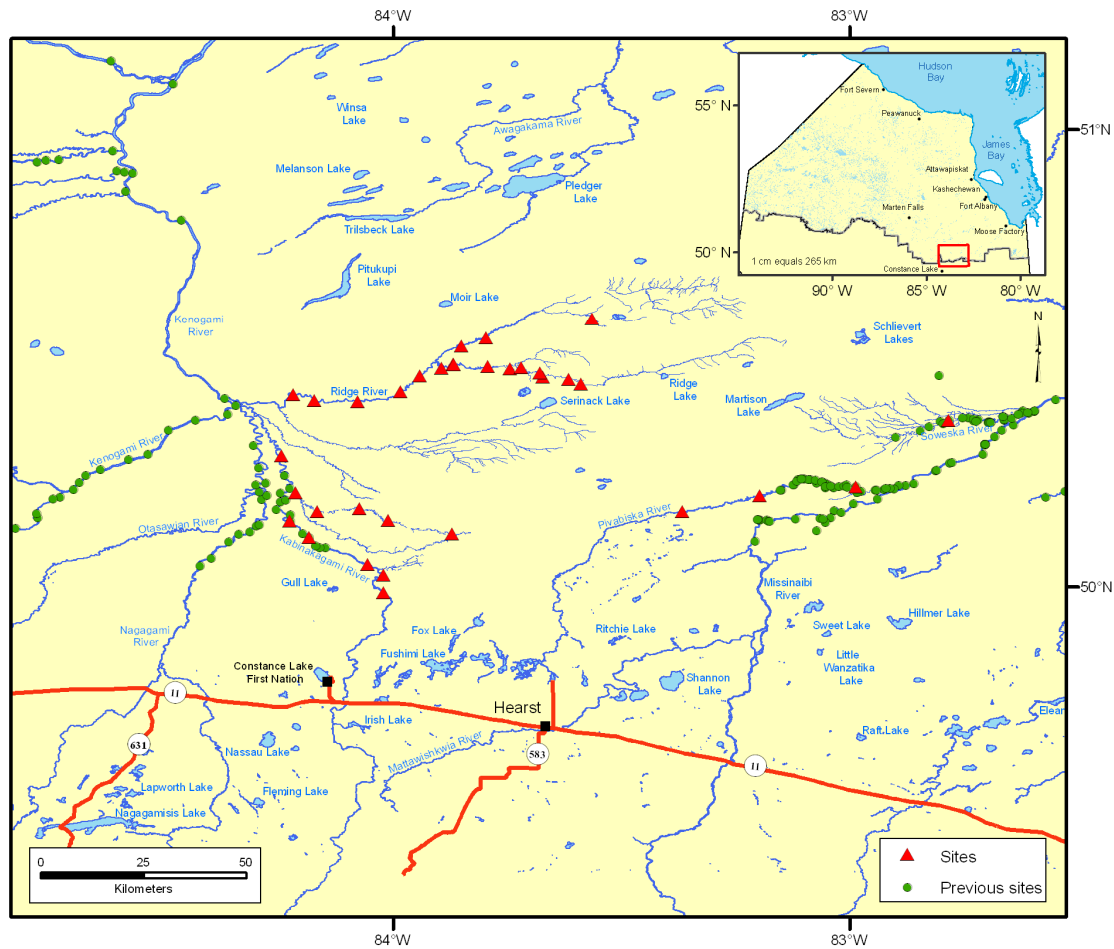 84°W
83°W
Hudson
Bay
Fort Severn
55° N
Peawanuck
51°N
James
Bay
Attawapiskat
Kashechewan
Fort Albany
Marten Falls
Moose Factory
50° N
1 cm equals 265 km
Constance Lake
90° W
85° W
80° W
Winsa
Lake
Awagakama River
Melanson Lake
Pledger
Lake
Trilsbeck Lake
Pitukupi
Lake
Moir Lake
Kenogami
River
N
Schlievert
Lakes
Ridge River
Ridge
Lake
Serinack Lake
Martison
Lake
Soweska River
Kenogami River
Otasawian River
Pivabiska River
Kabinakagami River
Gull Lake
Missinaibi
River
50°N
Nagagami
River
Fox Lake
Ritchie Lake
Sweet Lake
Hillmer Lake
Fushimi Lake
Little
Wanzatika
Lake
Constance Lake
First Nation
Shannon
Lake
11
Hearst
Irish Lake
Elean
631
Nassau Lake
Mattawishkwia River
583
Raft Lake
11
Lapworth Lake
Fleming Lake
Nagagamisis Lake
0
25
50
Kilometers
Sites
Previous sites
84°W
83°W